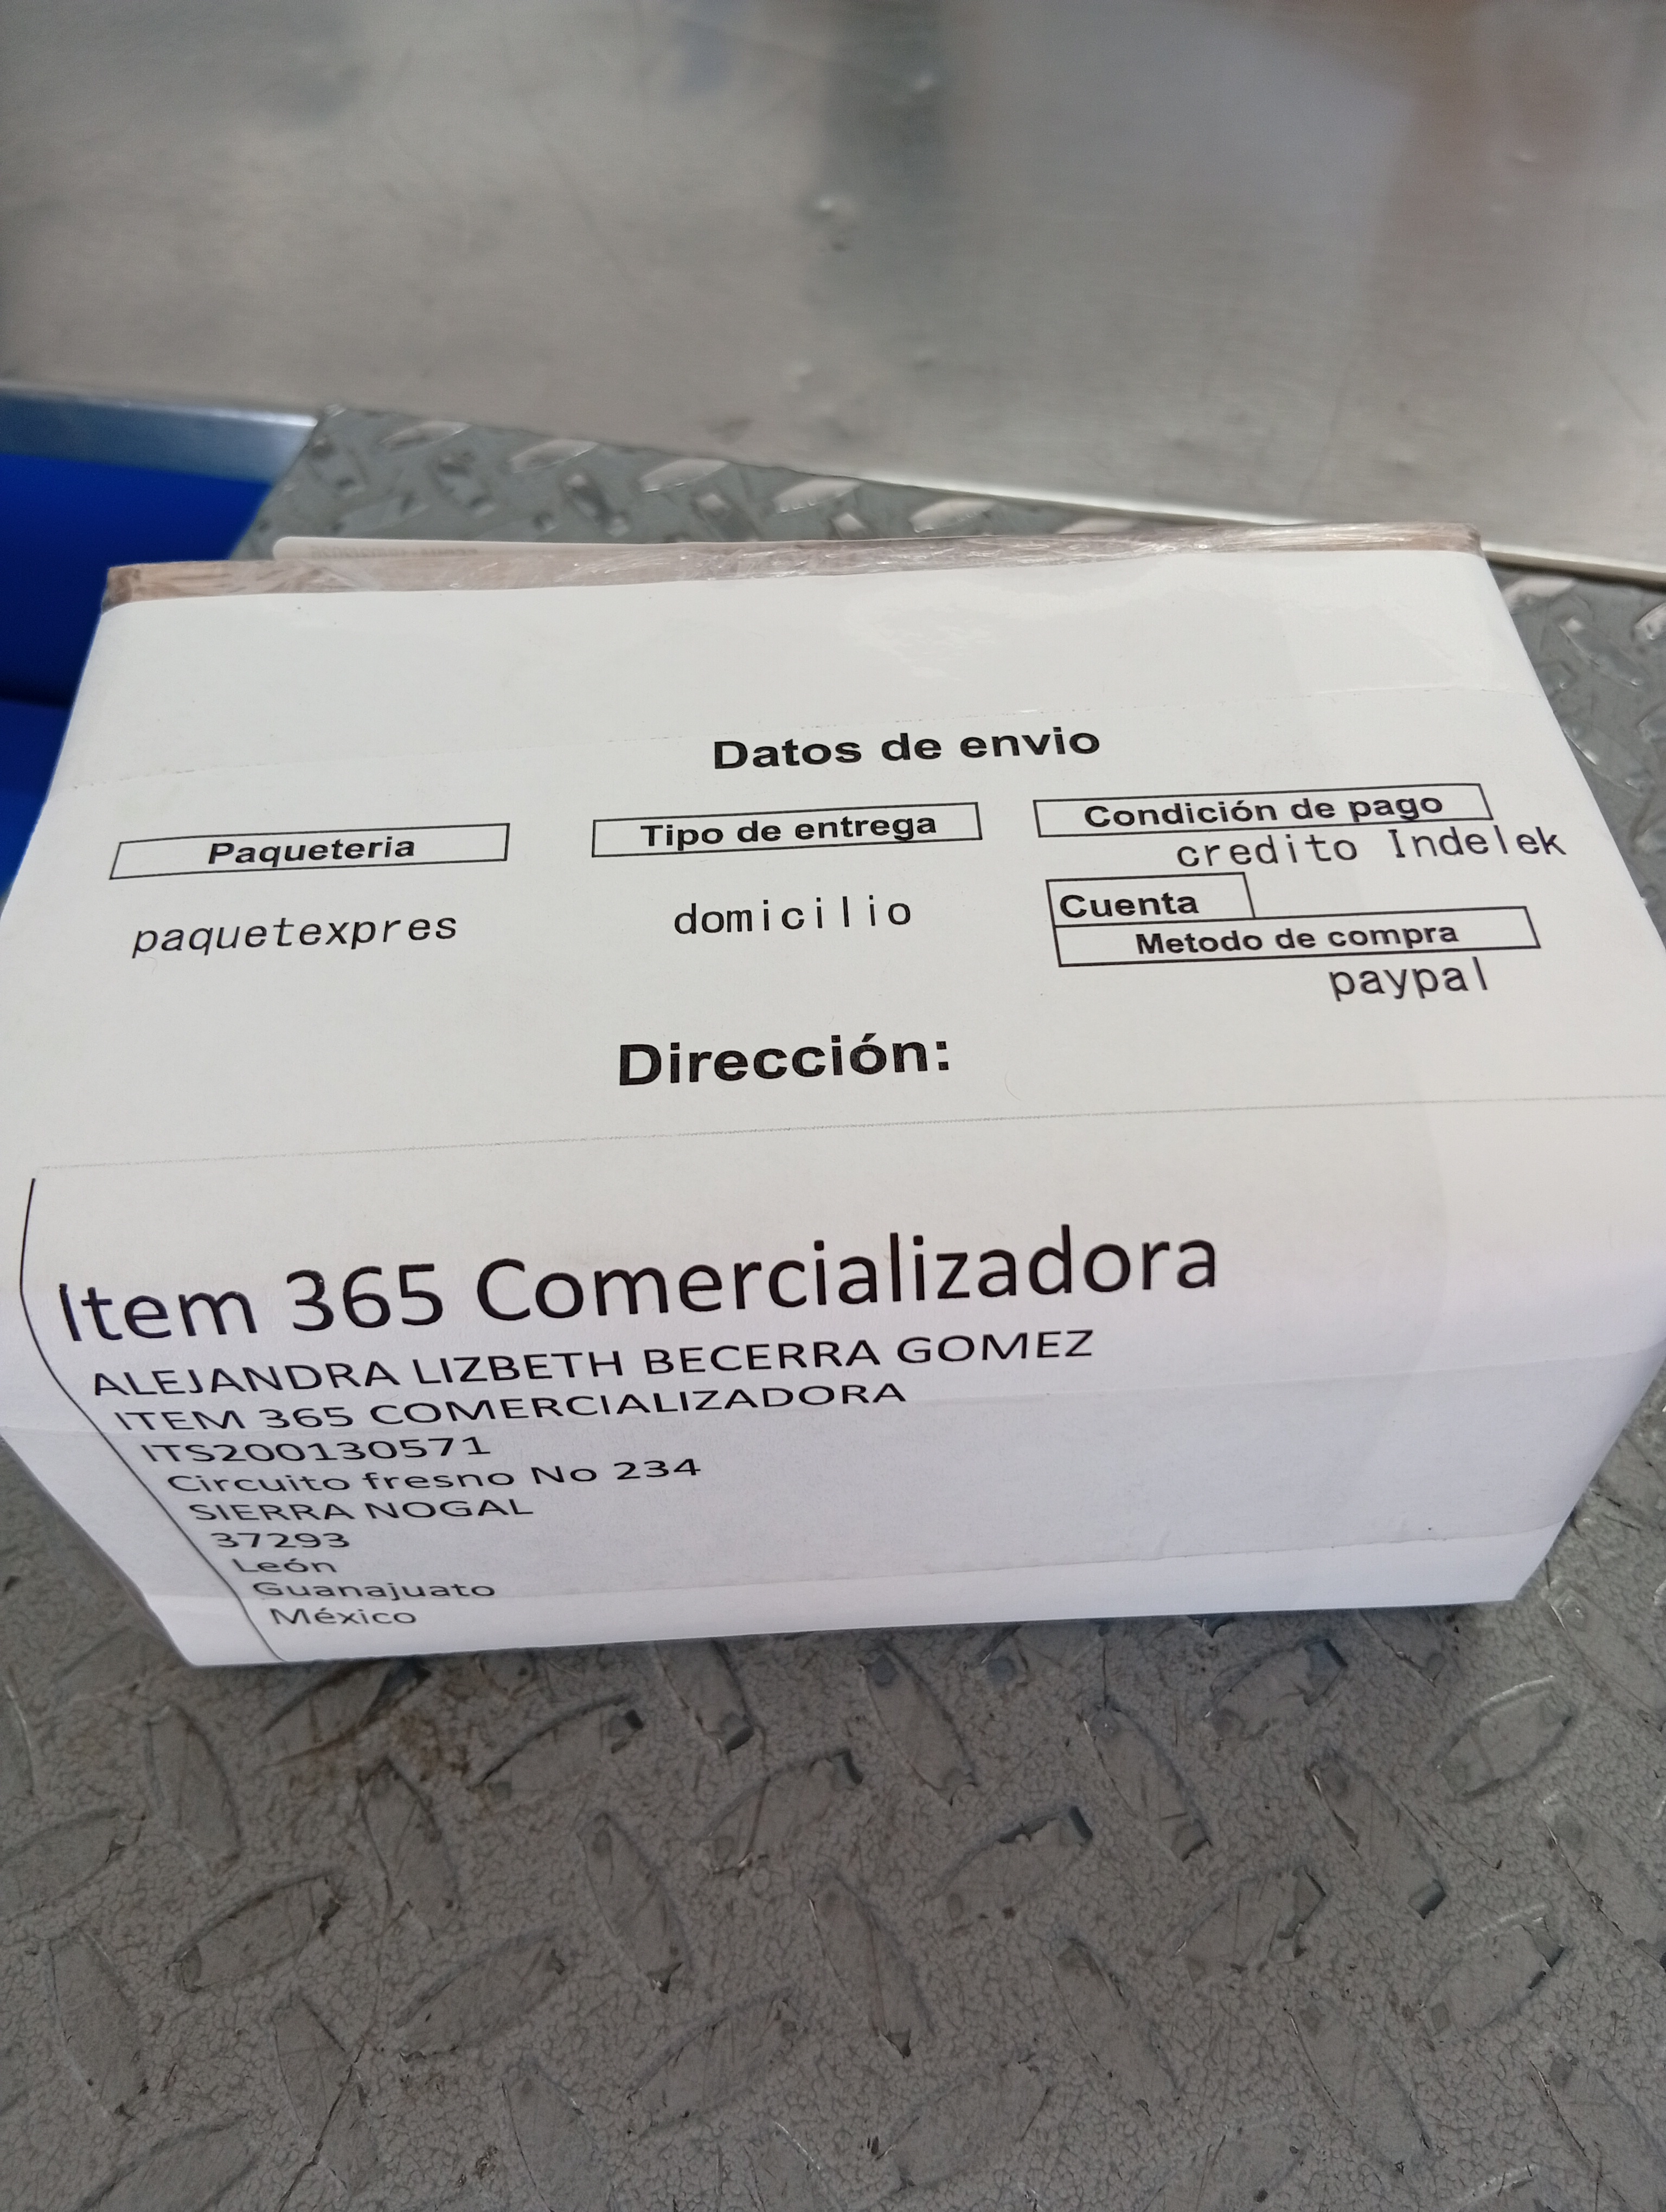 Datos de envio
Paqueteria
Tipo de entrega
Condición de pago
paquetexpres
domicilio
credito Indelek
Cuenta
Metodo de compra
paypal
Dirección:
Item 365 Comercializadora
ALEJANDRA LIZBETH BECERRA GOMEZ
ITEM 365 COMERCIALIZADORA
ITS200130571
Circuito fresno No 234
SIERRA NOGAL
37293
León
Guanajuato
México